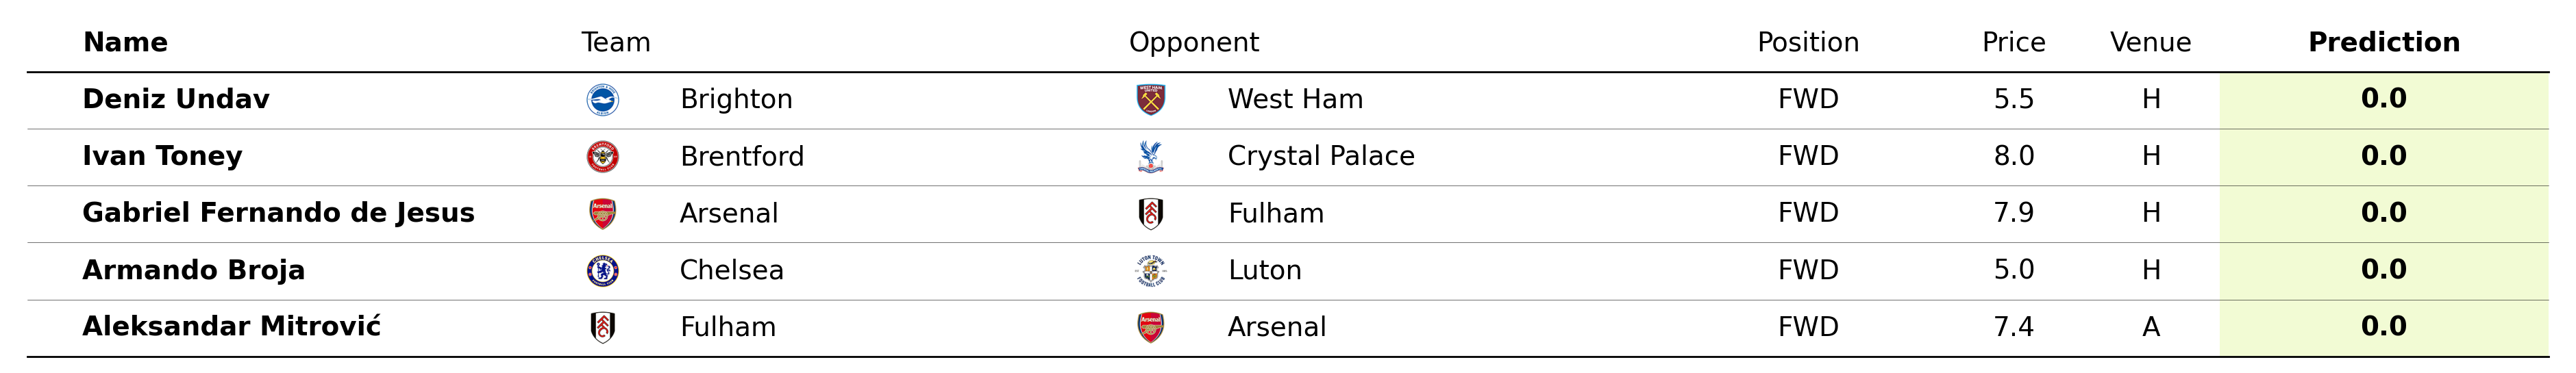 Name Team Opponent Position Price Venue Prediction
Deniz Undav Brighton West Ham FWD 5.5 H 0.0
Ivan Toney Brentford Crystal Palace FWD 8.0 H 0.0
Gabriel Fernando de Jesus Arsenal Fulham FWD 7.9 H 0.0
Armando Broja Chelsea Luton FWD 5.0 H 0.0
Aleksandar Mitrović Fulham Arsenal FWD 7.4 A 0.0